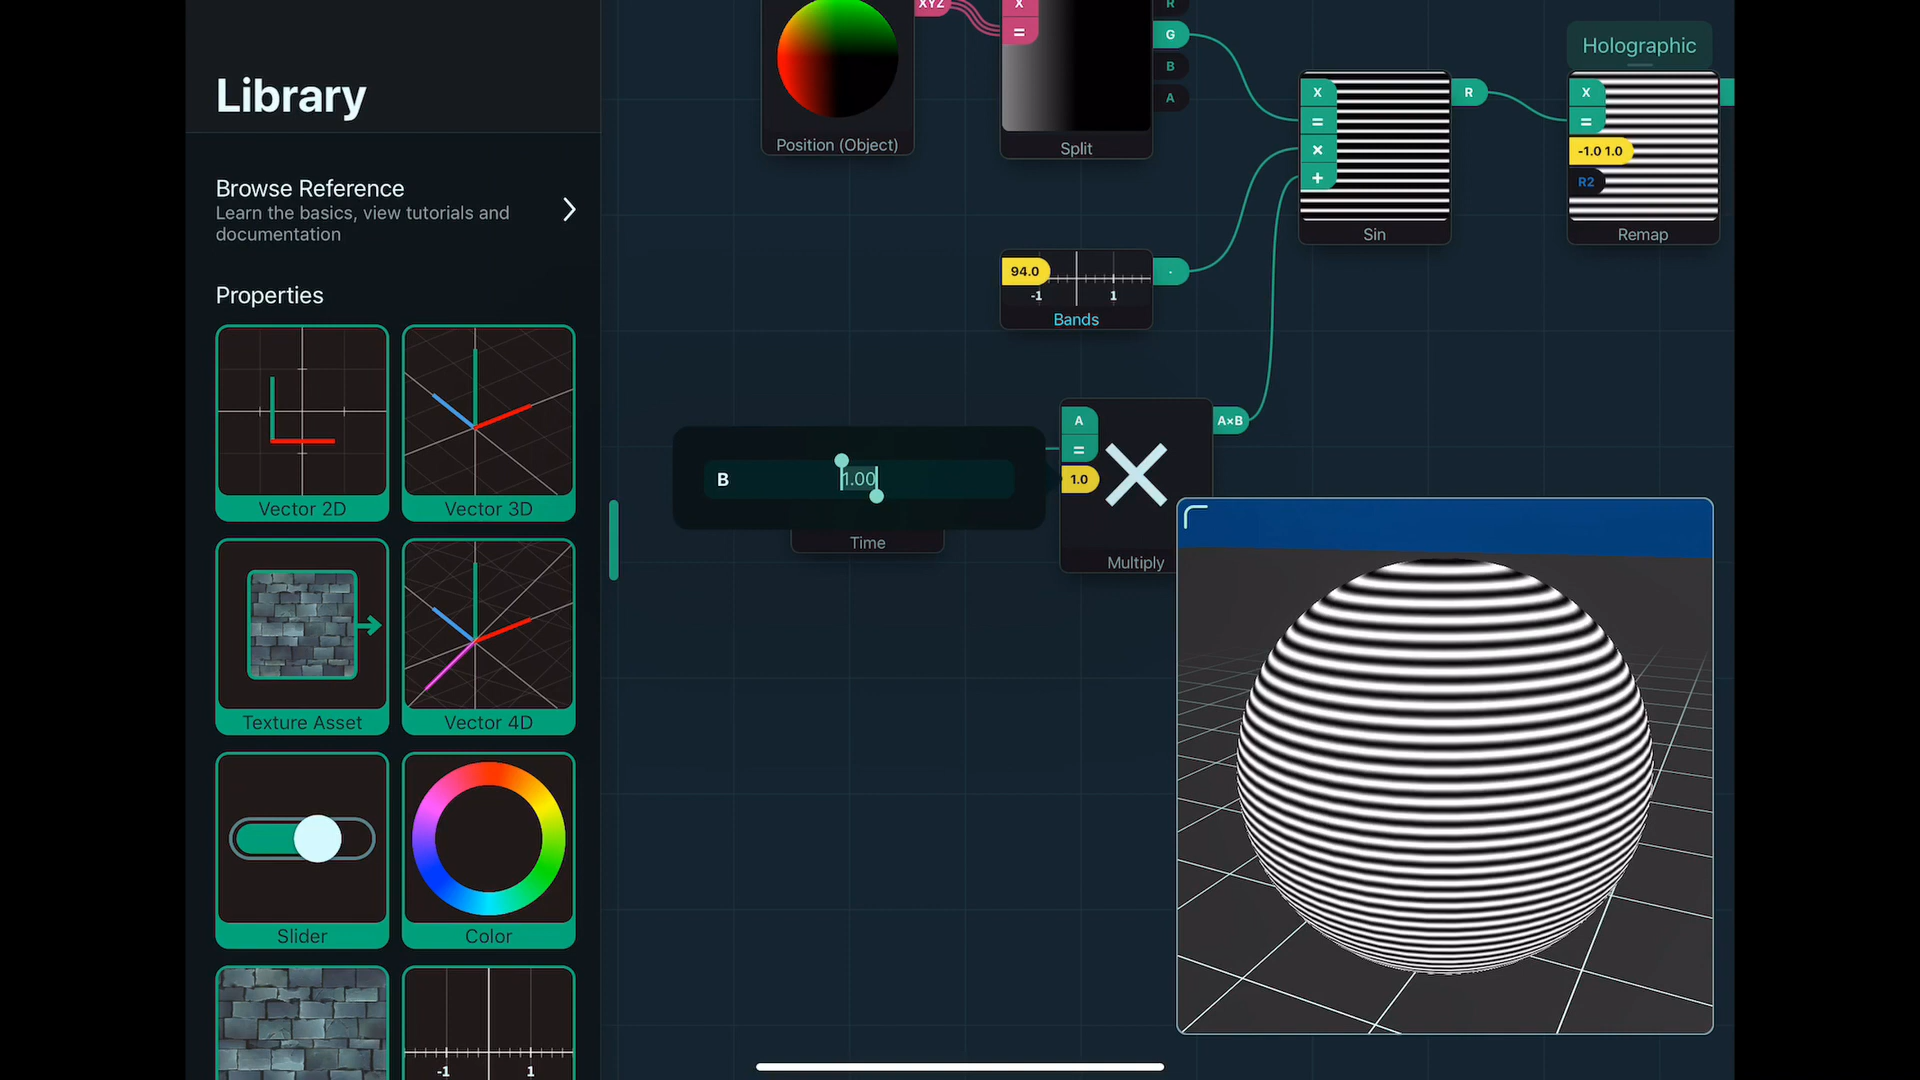 Library
Browse Reference
Learn the basics, view tutorials and
documentation
Properties
Vector 2D
Vector 3D
Texture Asset
Vector 4D
Slider
Color
-1 1
XYZ
Position (Object)
X
=
Split
R
G
B
A
94.0
-1 1
Bands
B 1.00
Time
A
=
1.0
A×B
Multiply
X
=
×
+
R
Sin
Holographic
X
=
-1.0 1.0
R2
Remap